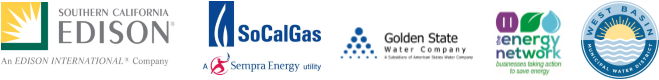 SOUTHERN CALIFORNIA
EDISON®
An EDISON INTERNATIONAL® Company
SoCalGas
A Sempra Energy utility
Golden State
Water Company
A Subsidiary of American States Water Company
the energy
network
businesses taking action
to save energy
WEST BASIN
MUNICIPAL WATER DISTRICT